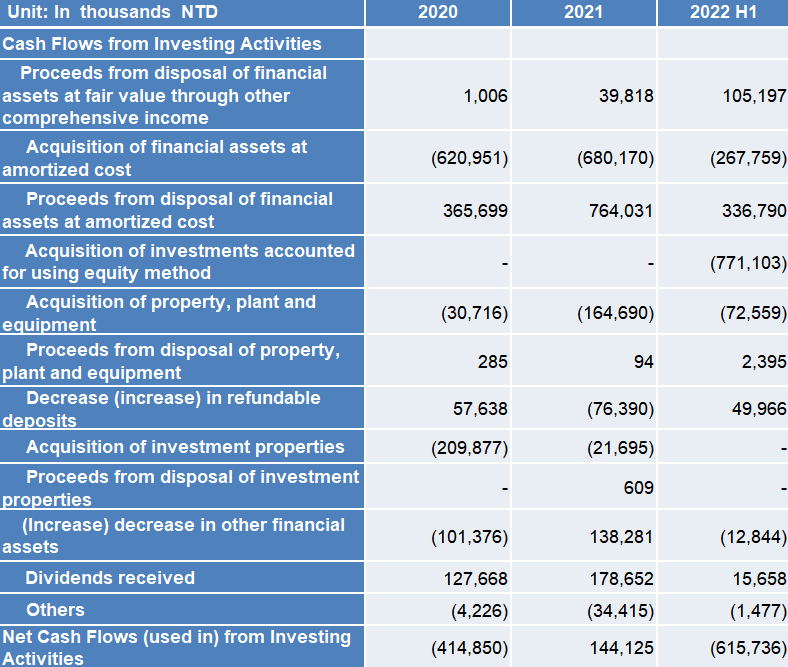 Unit: In thousands NTD 2020 2021 2022 H1
Cash Flows from Investing Activities
Proceeds from disposal of financial
assets at fair value through other
comprehensive income
1,006 39,818 105,197
Acquisition of financial assets at
amortized cost
(620,951) (680,170) (267,759)
Proceeds from disposal of financial
assets at amortized cost
365,699 764,031 336,790
Acquisition of investments accounted
for using equity method
- - (771,103)
Acquisition of property, plant and
equipment
(30,716) (164,690) (72,559)
Proceeds from disposal of property,
plant and equipment
285 94 2,395
Decrease (increase) in refundable
deposits
57,638 (76,390) 49,966
Acquisition of investment properties (209,877) (21,695) -
Proceeds from disposal of investment
properties
- 609 -
(Increase) decrease in other financial
assets
(101,376) 138,281 (12,844)
Dividends received 127,668 178,652 15,658
Others (4,226) (34,415) (1,477)
Net Cash Flows (used in) from Investing
Activities
(414,850) 144,125 (615,736)